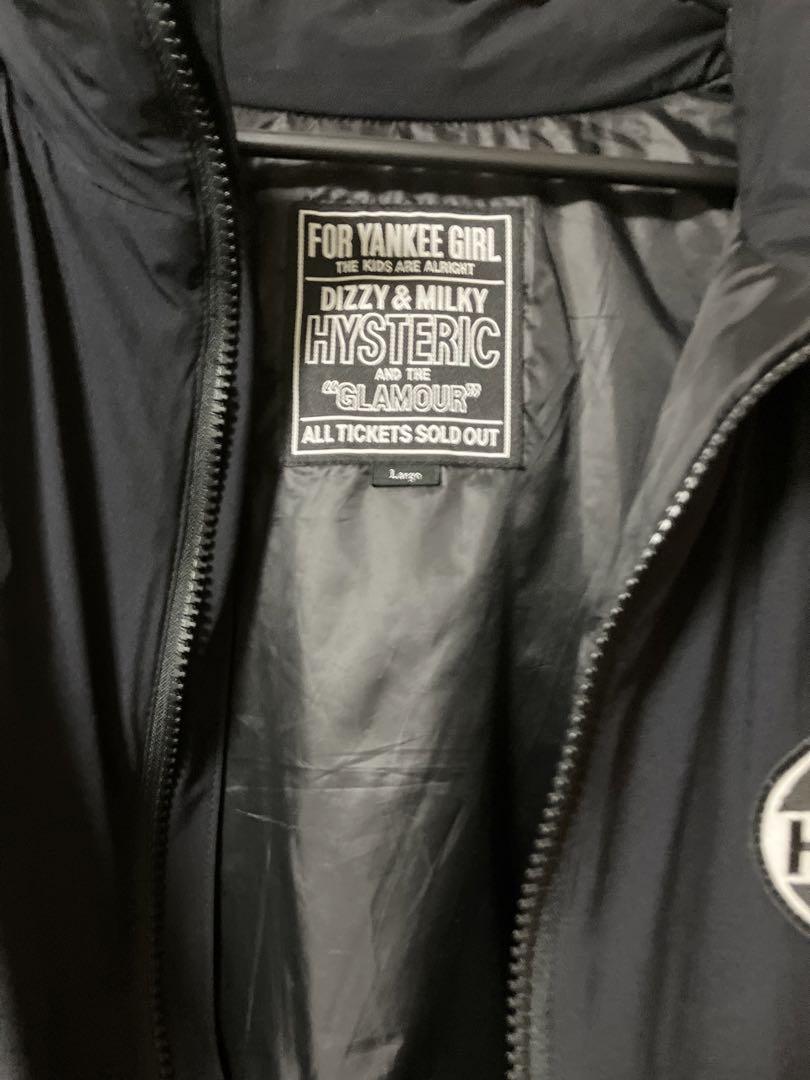 FOR YANKEE GIRL
THE KIDS ARE ALRIGHT
DIZZY & MILKY
HYSTERIC
AND THE
"GLAMOUR"
ALL TICKETS SOLD OUT
Large
H